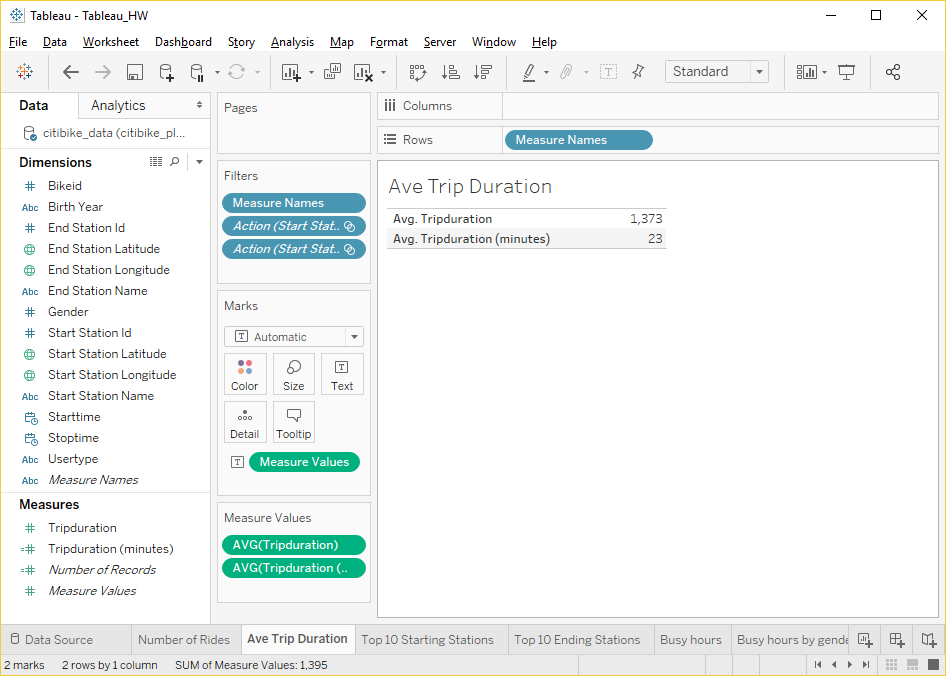 Tableau - Tableau_HW
File Data Worksheet Dashboard Story Analysis Map Format Server Window Help
Standard
Data Analytics
citibike_data (citibike_pl...
Dimensions
Bikeid
Abc Birth Year
End Station Id
End Station Latitude
End Station Longitude
Abc End Station Name
Gender
Start Station Id
Start Station Latitude
Start Station Longitude
Abc Start Station Name
Starttime
Stoptime
Abc Usertype
Abc Measure Names
Measures
Tripduration
Tripduration (minutes)
Number of Records
Measure Values
Pages
Filters
Measure Names
Action (Start Stat..
Action (Start Stat..
Marks
T Automatic
Color Size Text
Detail Tooltip
T Measure Values
Measure Values
AVG(Tripduration)
AVG(Tripduration (..
Columns
Rows Measure Names
Ave Trip Duration
Avg. Tripduration 1,373
Avg. Tripduration (minutes) 23
Data Source Number of Rides Ave Trip Duration Top 10 Starting Stations Top 10 Ending Stations Busy hours Busy hours by gende
2 marks 2 rows by 1 column SUM of Measure Values: 1,395